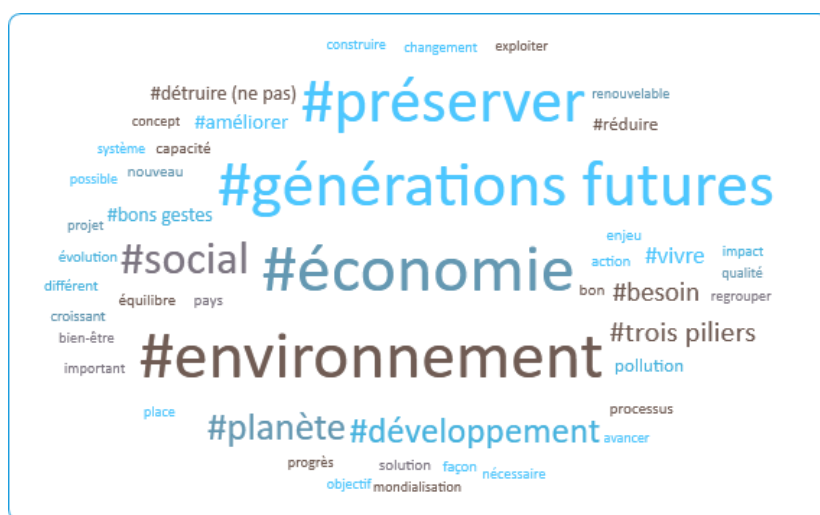 construire changement exploiter
#détruire (ne pas) #préserver renouvelable
concept #améliorer #réduire
système capacité
possible nouveau #générations futures
projet #bons gestes
enjeu
évolution #social #économie action #vivre impact
qualité
différent équilibre pays bon #besoin regrouper
croissant
bien-être #environnement #trois piliers
important pollution
place #planète #développement processus
avancer
progrès solution façon nécessaire
objectif mondialisation